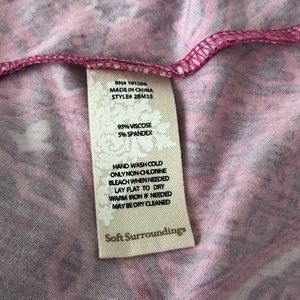 RN# 101206
MADE IN CHINA
STYLE# 28M33
95% VISCOSE
5% SPANDEX
HAND WASH COLD
ONLY NON-CHLORINE
BLEACH WHEN NEEDED
LAY FLAT TO DRY
WARM IRON IF NEEDED
MAY BE DRY CLEANED
Soft Surroundings